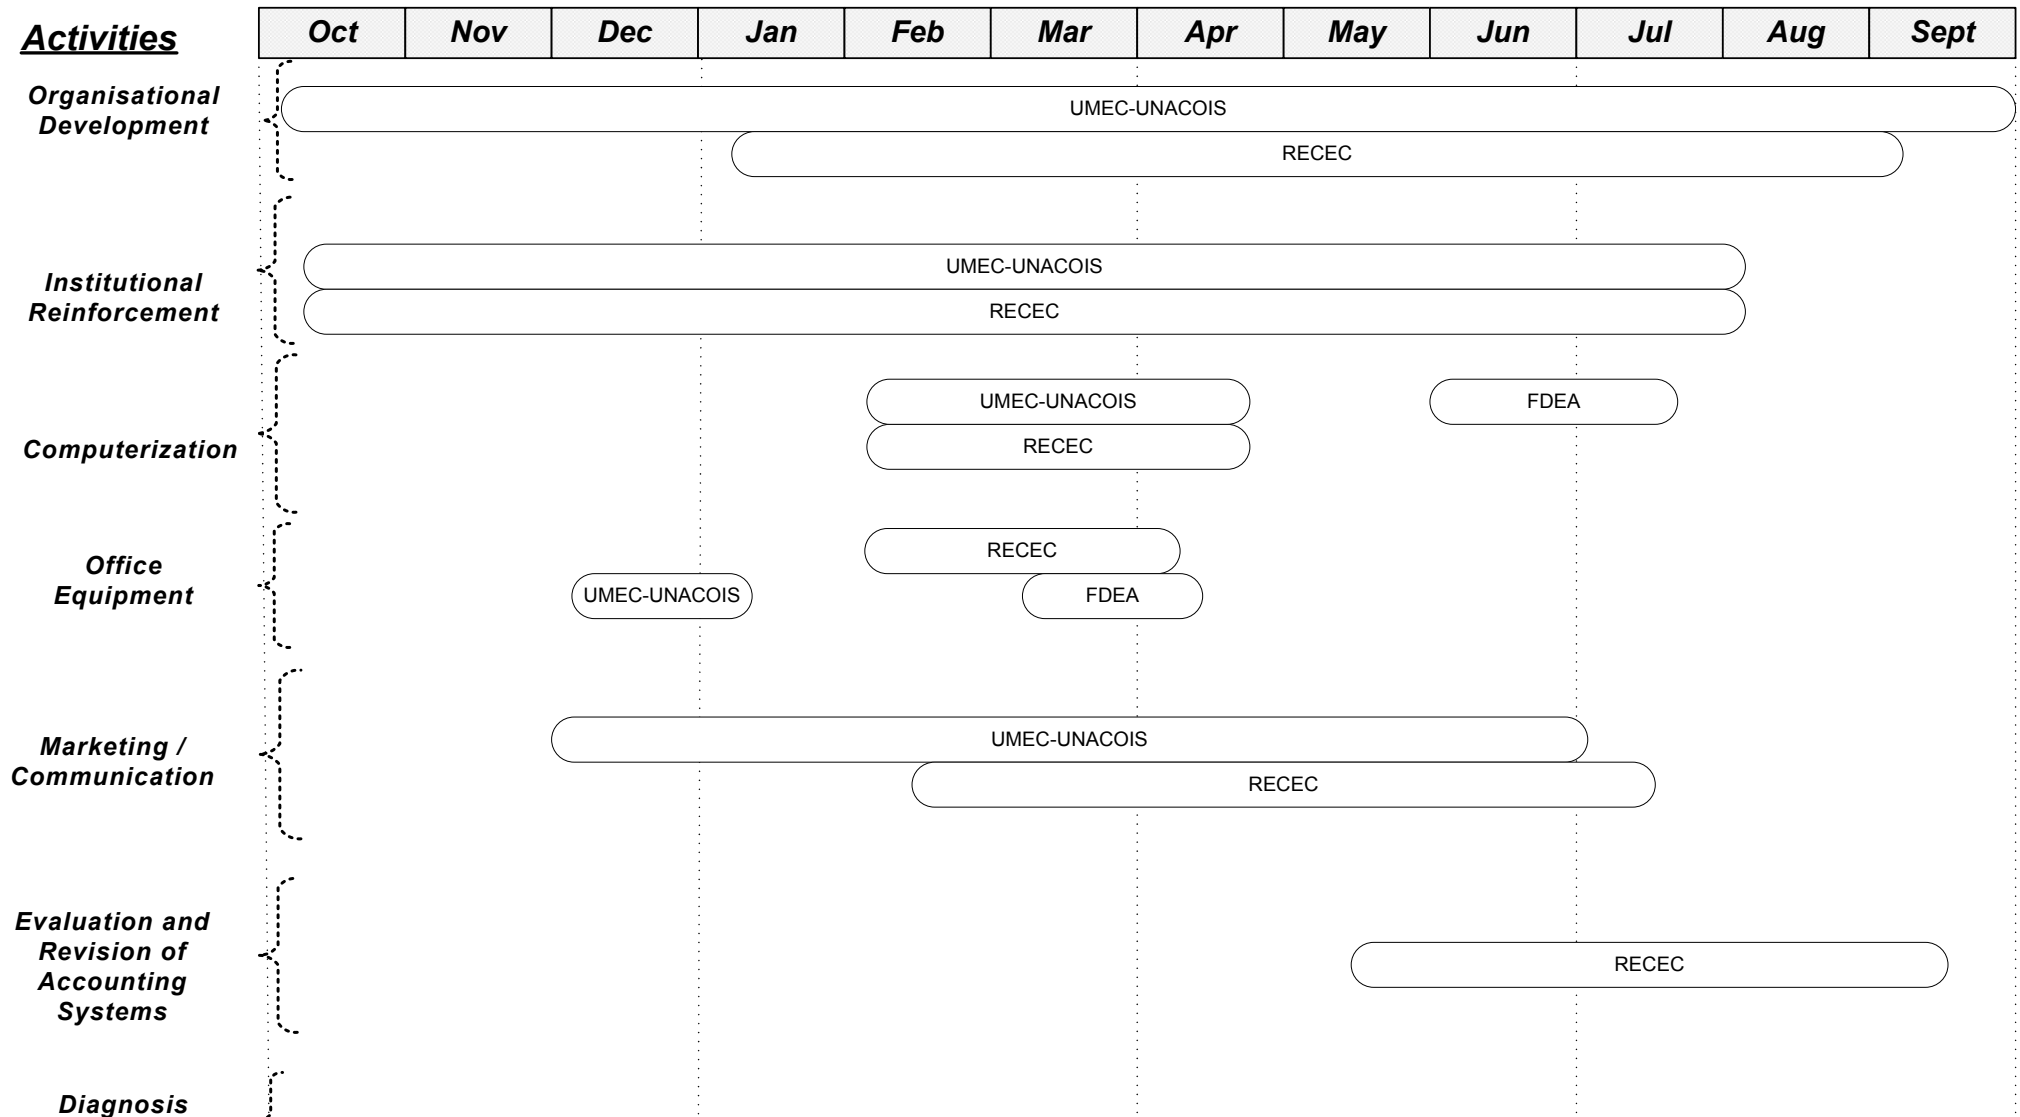 Activities
Oct Nov Dec Jan Feb Mar Apr May Jun Jul Aug Sept
Organisational
Development
UMEC-UNACOIS
RECEC
Institutional
Reinforcement
UMEC-UNACOIS
RECEC
Computerization
UMEC-UNACOIS FDEA
RECEC
Office
Equipment
RECEC
UMEC-UNACOIS FDEA
Marketing /
Communication
UMEC-UNACOIS
RECEC
Evaluation and
Revision of
Accounting
Systems
RECEC
Diagnosis